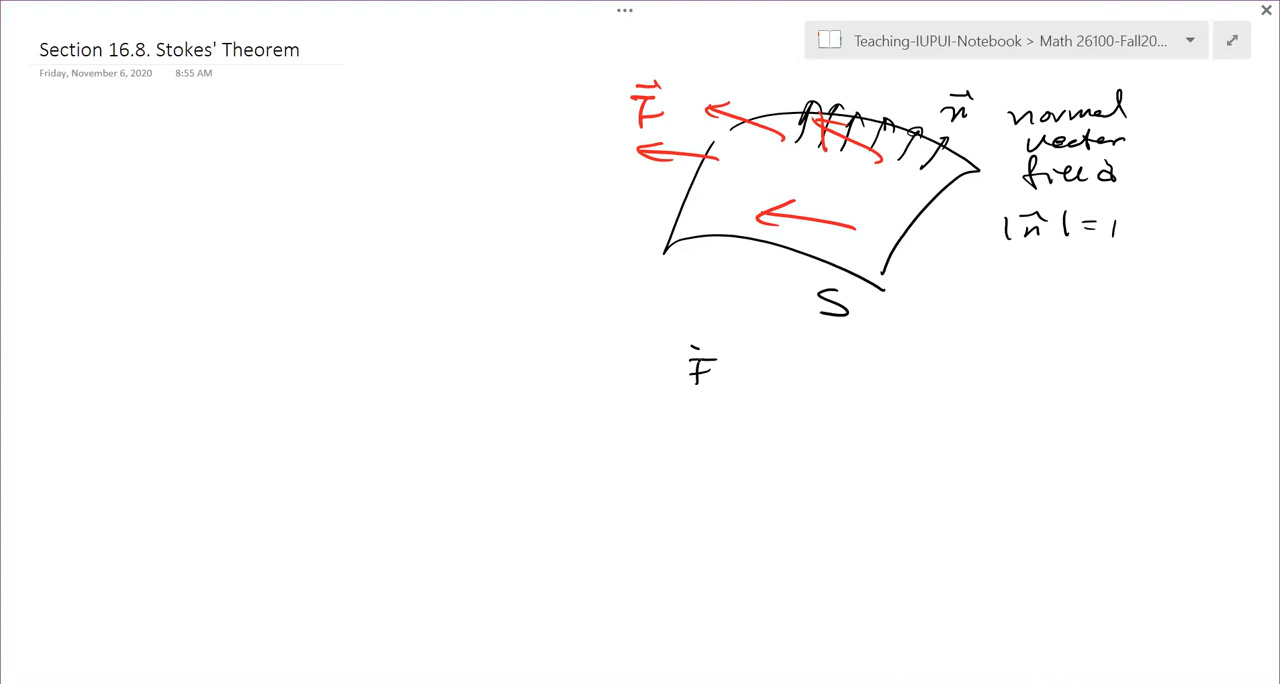 Section 16.8. Stokes' Theorem
Friday, November 6, 2020 8:55 AM
Teaching-IUPUI-Notebook > Math 26100-Fall20...
F⃗
n⃗ normal
vector
field
|n⃗| = 1
S
F